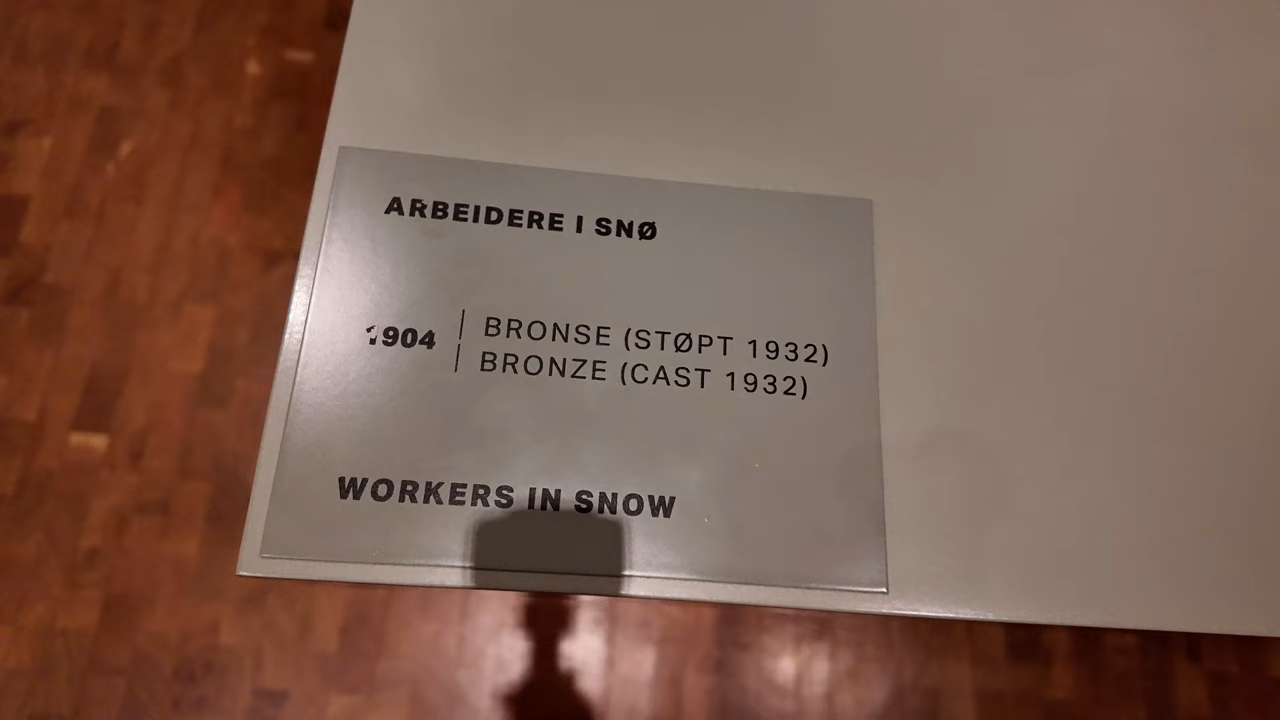 ARBEIDERE I SNØ
1904 | BRONSE (STØPT 1932)
| BRONZE (CAST 1932)
WORKERS IN SNOW